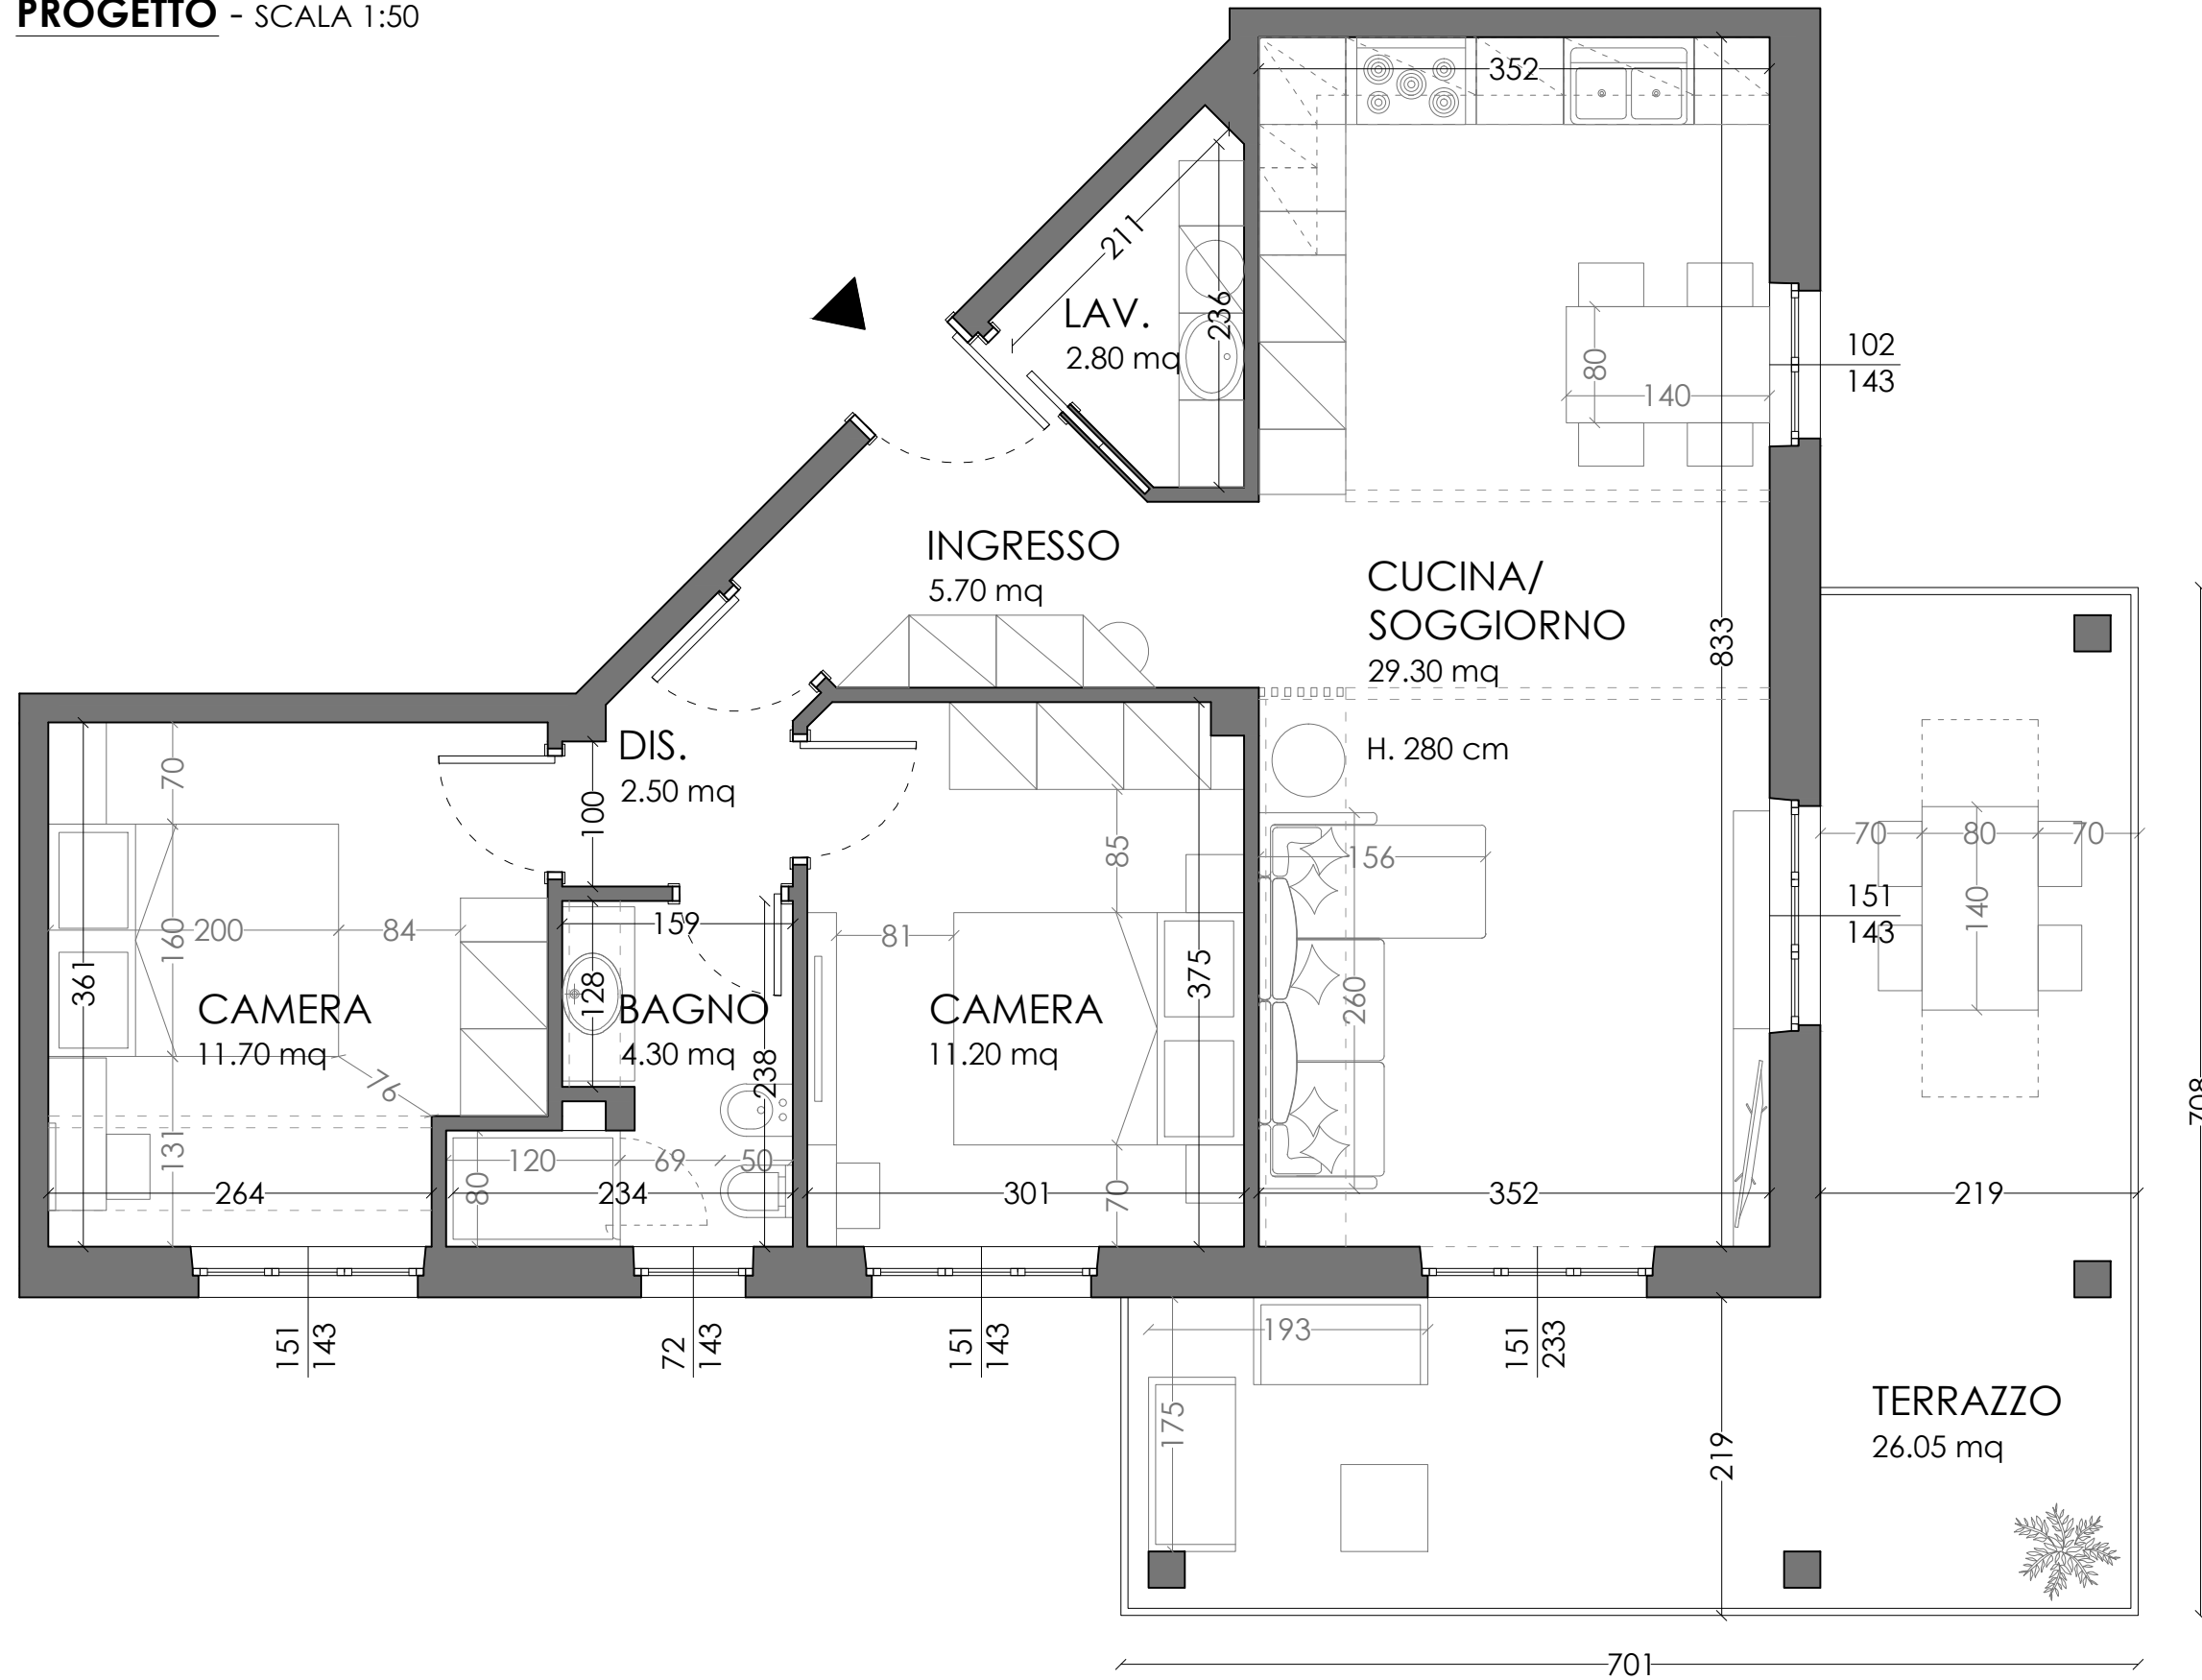 PROGETTO - SCALA 1:50
352
211
236
LAV.
2.80 mq
102
143
80
140
INGRESSO
5.70 mq
CUCINA/
SOGGIORNO
29.30 mq
833
H. 280 cm
DIS.
2.50 mq
100
70
160
200
84
361
CAMERA
11.70 mq
76
131
264
159
128
BAGNO
4.30 mq
238
120
69
50
80
234
85
81
375
CAMERA
11.20 mq
70
301
156
260
352
70
80
70
151
143
140
219
708
151
143
72
143
151
143
151
233
193
175
219
TERRAZZO
26.05 mq
701